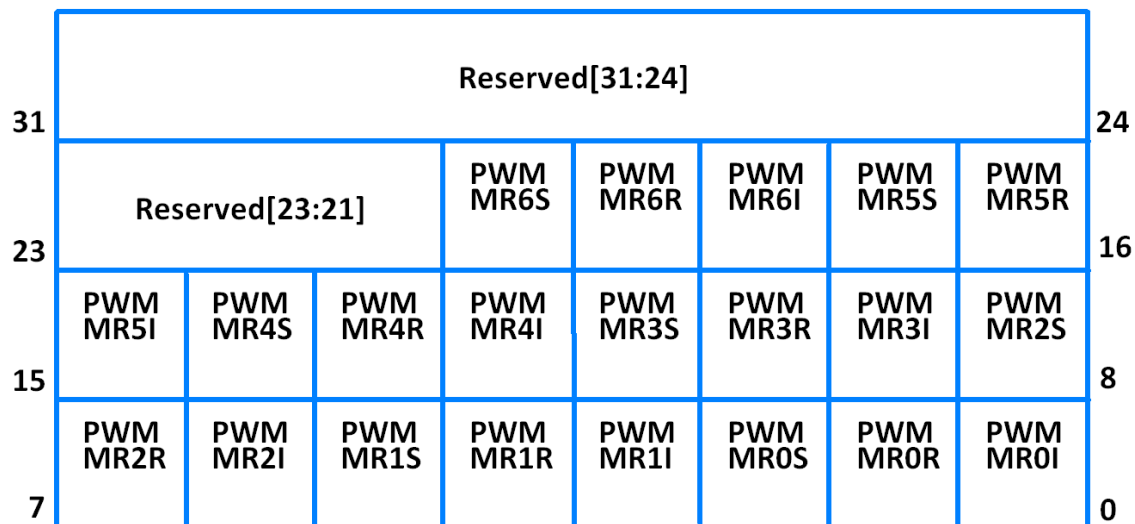 Reserved[31:24]
31
24
PWM
MR6S
PWM
MR6R
PWM
MR6I
PWM
MR5S
PWM
MR5R
Reserved[23:21]
23
16
PWM
MR5I
PWM
MR4S
PWM
MR4R
PWM
MR4I
PWM
MR3S
PWM
MR3R
PWM
MR3I
PWM
MR2S
15
8
PWM
MR2R
PWM
MR2I
PWM
MR1S
PWM
MR1R
PWM
MR1I
PWM
MR0S
PWM
MR0R
PWM
MR0I
7
0